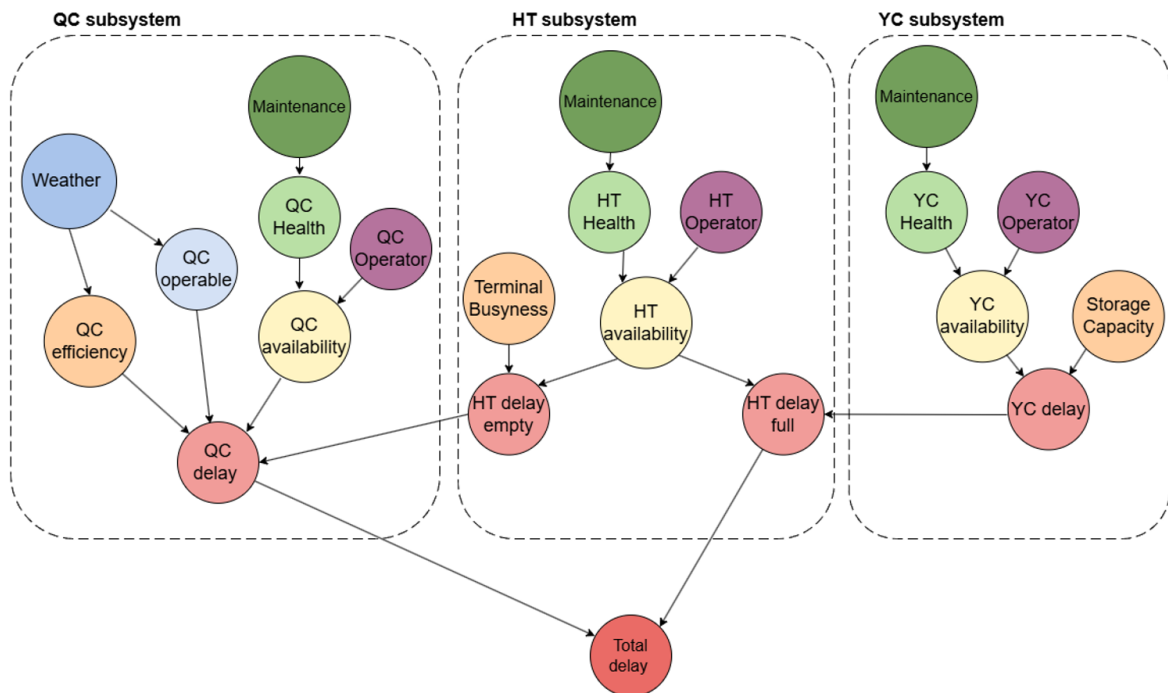 QC subsystem
HT subsystem
YC subsystem
Maintenance
Maintenance
Maintenance
Weather
QC
Health
HT
Health
HT
Operator
YC
Health
YC
Operator
QC
operable
QC
Operator
Terminal
Busyness
HT
availability
YC
availability
Storage
Capacity
QC
efficiency
QC
availability
HT delay
empty
HT delay
full
YC delay
QC
delay
Total
delay